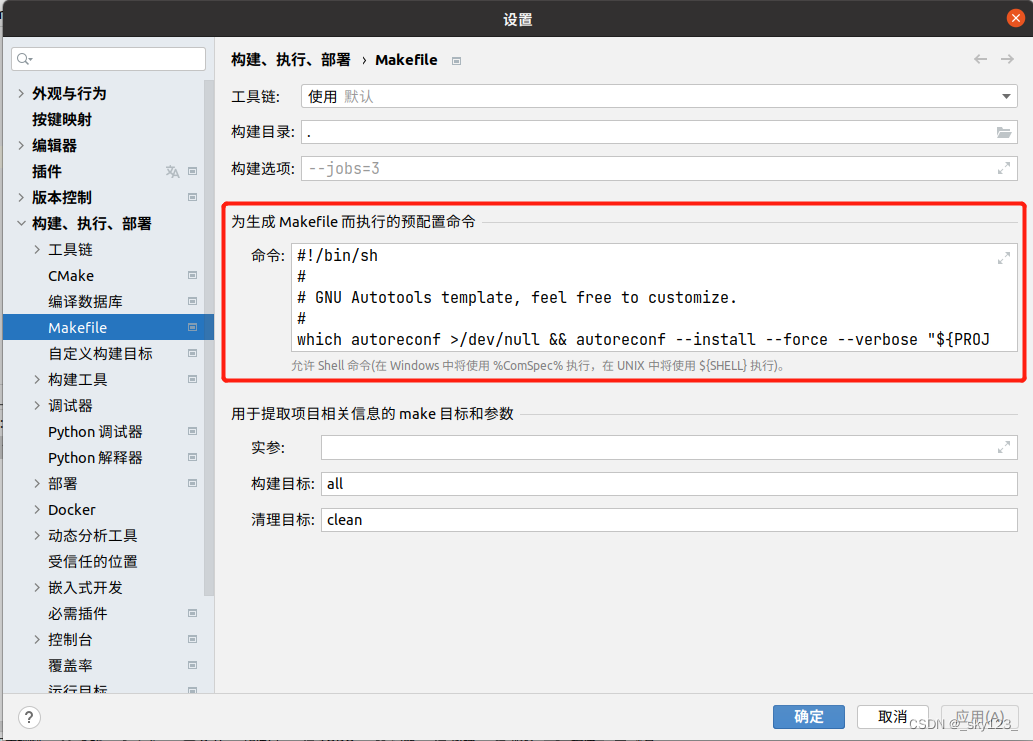 设置
外观与行为
按键映射
编辑器
插件
版本控制
构建、执行、部署
工具链
CMake
编译数据库
Makefile
自定义构建目标
构建工具
调试器
Python 调试器
Python 解释器
部署
Docker
动态分析工具
受信任的位置
嵌入式开发
必需插件
控制台
覆盖率
运行目标
构建、执行、部署 › Makefile
工具链: 使用 默认
构建目录: .
构建选项: --jobs=3
为生成 Makefile 而执行的预配置命令
命令: #!/bin/sh
#
# GNU Autotools template, feel free to customize.
#
which autoreconf >/dev/null && autoreconf --install --force --verbose "${PROJ
允许 Shell 命令(在 Windows 中将使用 %ComSpec% 执行，在 UNIX 中将使用 ${SHELL} 执行)。
用于提取项目相关信息的 make 目标和参数
实参:
构建目标: all
清理目标: clean
?
确定
取消
应用(A)
CSDN @_sky123_